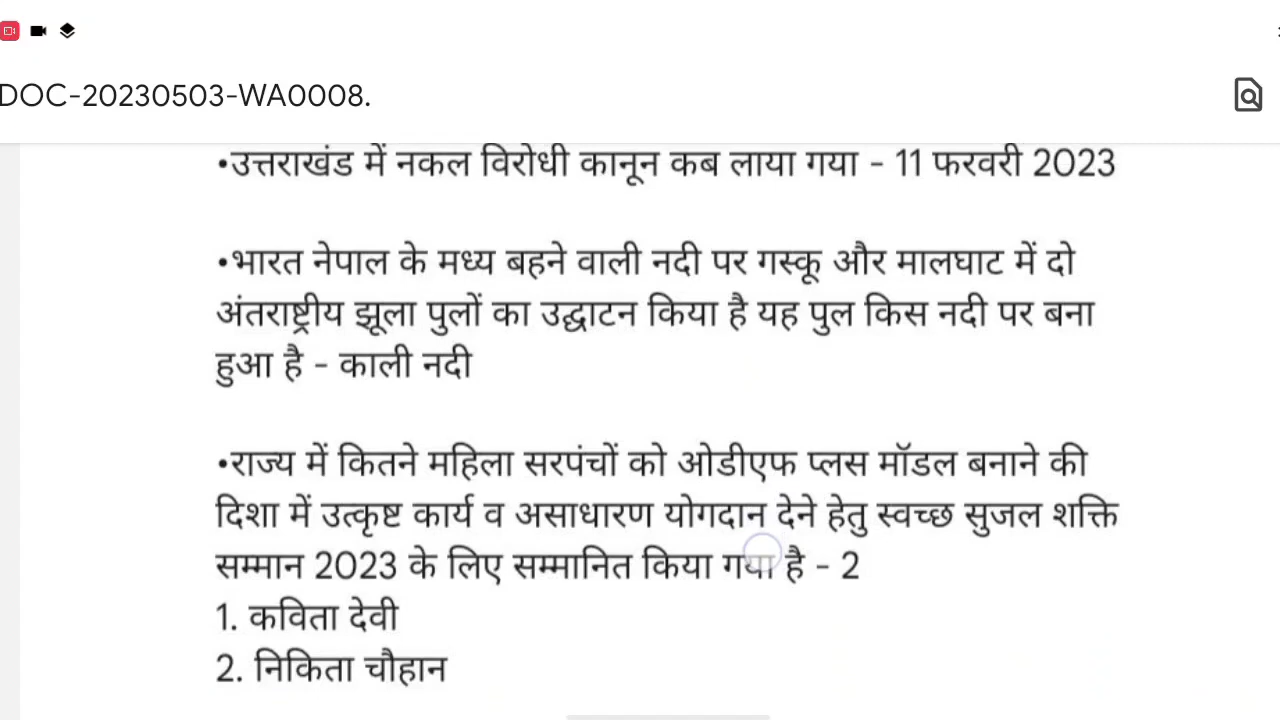 DOC-20230503-WA0008.
•उत्तराखंड में नकल विरोधी कानून कब लाया गया - 11 फरवरी 2023
•भारत नेपाल के मध्य बहने वाली नदी पर गस्कू और मालघाट में दो
अंतराष्ट्रीय झूला पुलों का उद्घाटन किया है यह पुल किस नदी पर बना
हुआ है - काली नदी
•राज्य में कितने महिला सरपंचों को ओडीएफ प्लस मॉडल बनाने की
दिशा में उत्कृष्ट कार्य व असाधारण योगदान देने हेतु स्वच्छ सुजल शक्ति
सम्मान 2023 के लिए सम्मानित किया गया है - 2
1. कविता देवी
2. निकिता चौहान